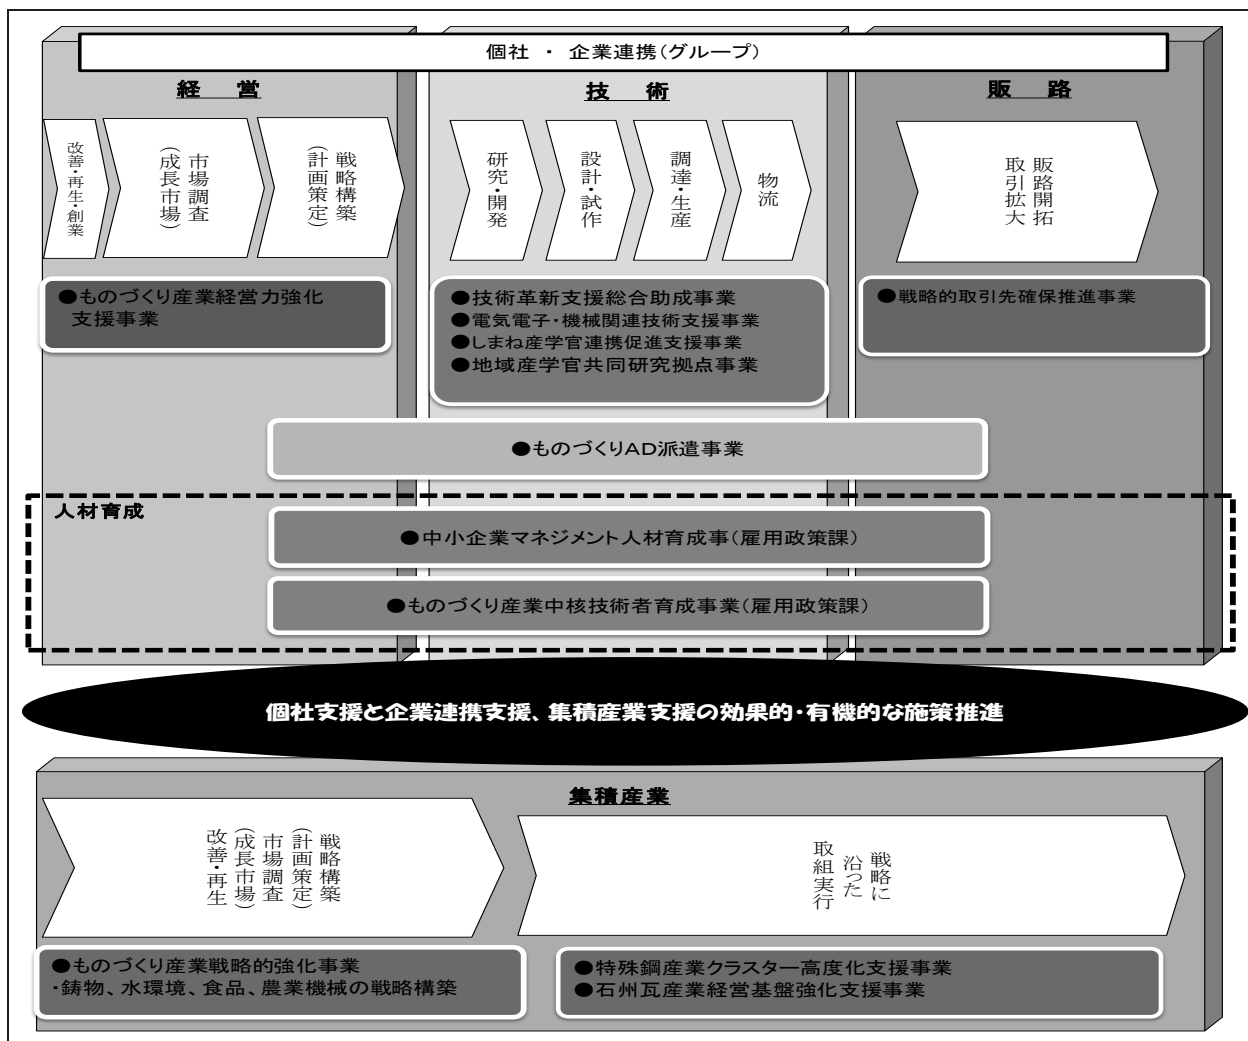 個社 ・ 企業連携(グループ)
経 営
改善・再生・創業
市場調査
(成長市場)
戦略構築
(計画策定)
●ものづくり産業経営力強化
支援事業
技 術
研究・開発
設計・試作
調達・生産
物流
●技術革新支援総合助成事業
●電気電子・機械関連技術支援事業
●しまね産学官連携促進支援事業
●地域産学官共同研究拠点事業
販 路
販路開拓
取引拡大
●戦略的取引先確保推進事業
●ものづくりAD派遣事業
人材育成
●中小企業マネジメント人材育成事(雇用政策課)
●ものづくり産業中核技術者育成事業(雇用政策課)
個社支援と企業連携支援、集積産業支援の効果的・有機的な施策推進
集積産業
戦略構築
(計画策定)
市場調査
(成長市場)
改善・再生
戦略に
沿った
取組実行
●ものづくり産業戦略的強化事業
・鋳物、水環境、食品、農業機械の戦略構築
●特殊鋼産業クラスター高度化支援事業
●石州瓦産業経営基盤強化支援事業